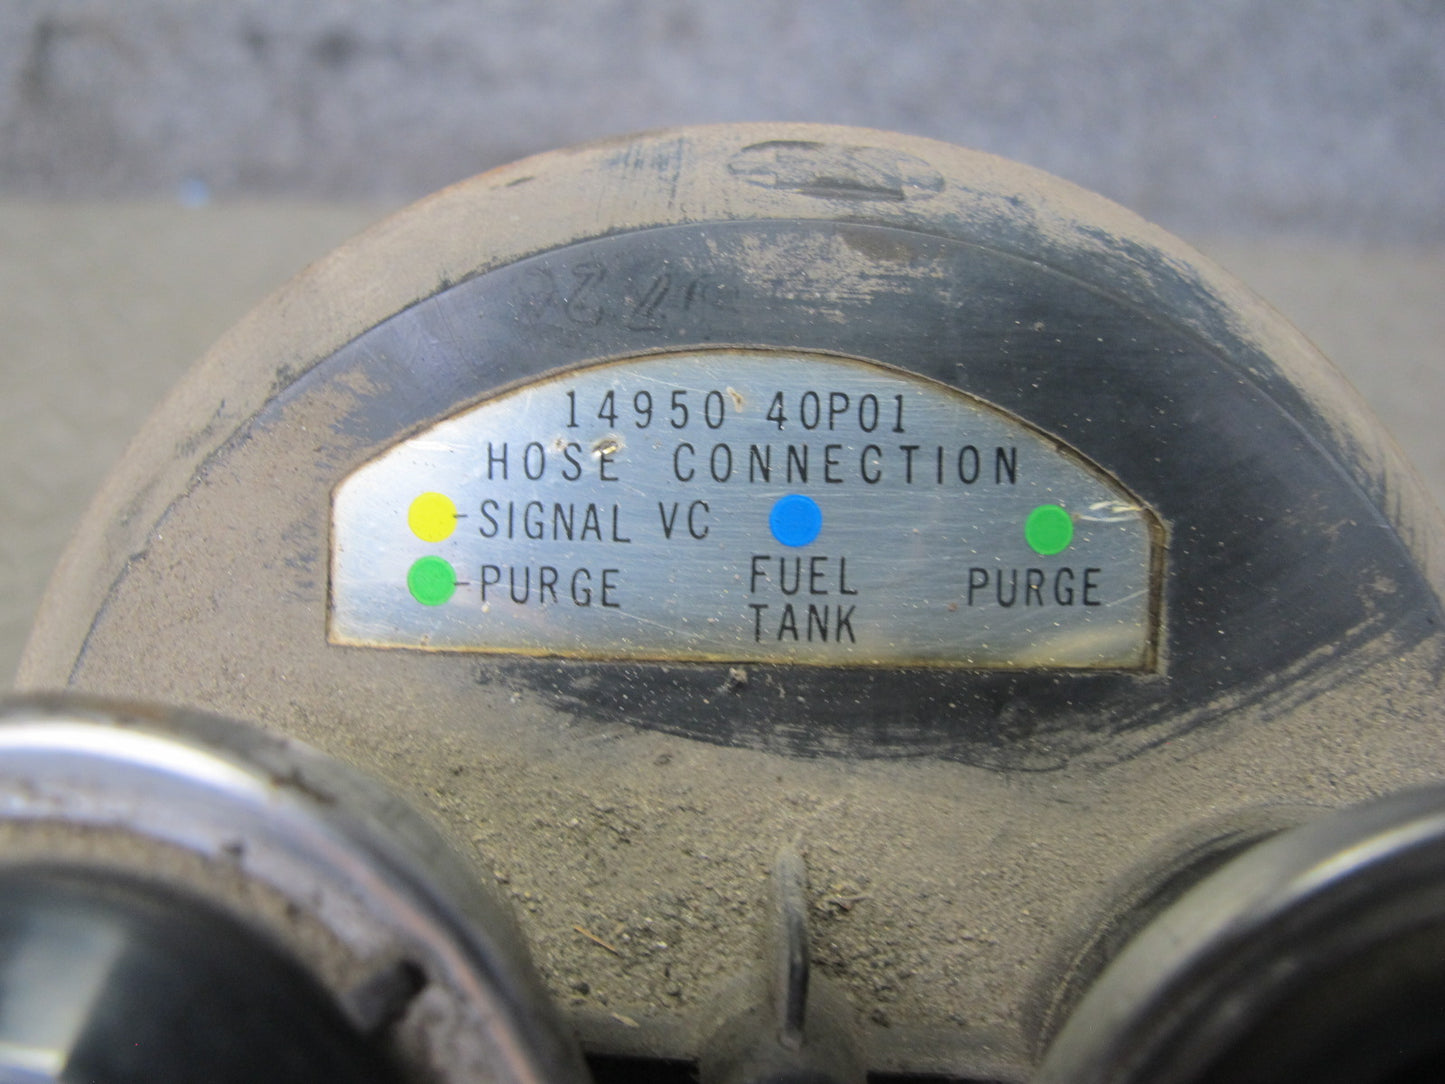 14950 40P01
HOSE CONNECTION
SIGNAL VC
PURGE
FUEL
TANK
PURGE